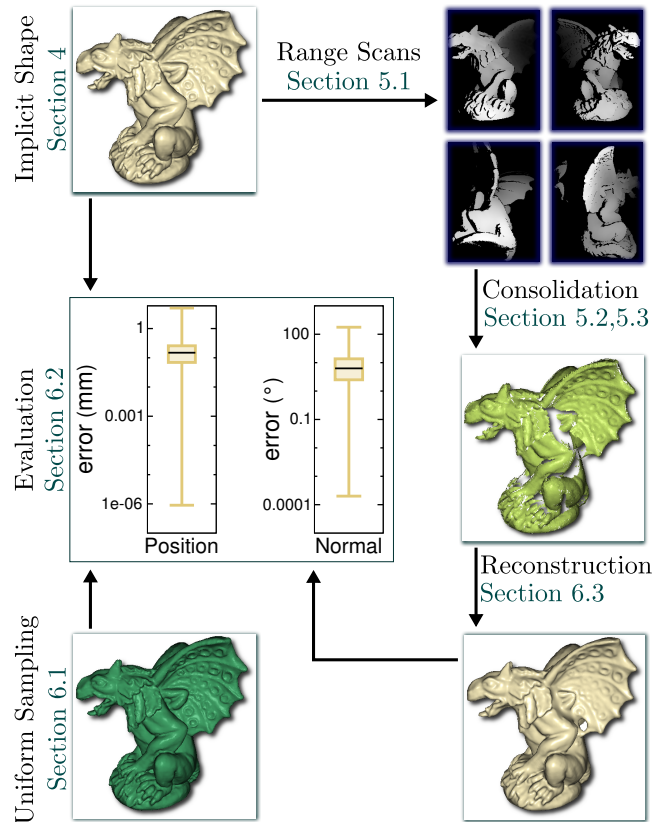 Implicit Shape
Section 4
Range Scans
Section 5.1
Consolidation
Section 5.2,5.3
Evaluation
Section 6.2
error (mm)
1
0.001
1e-06
Position
error (°)
100
0.1
0.0001
Normal
Reconstruction
Section 6.3
Uniform Sampling
Section 6.1